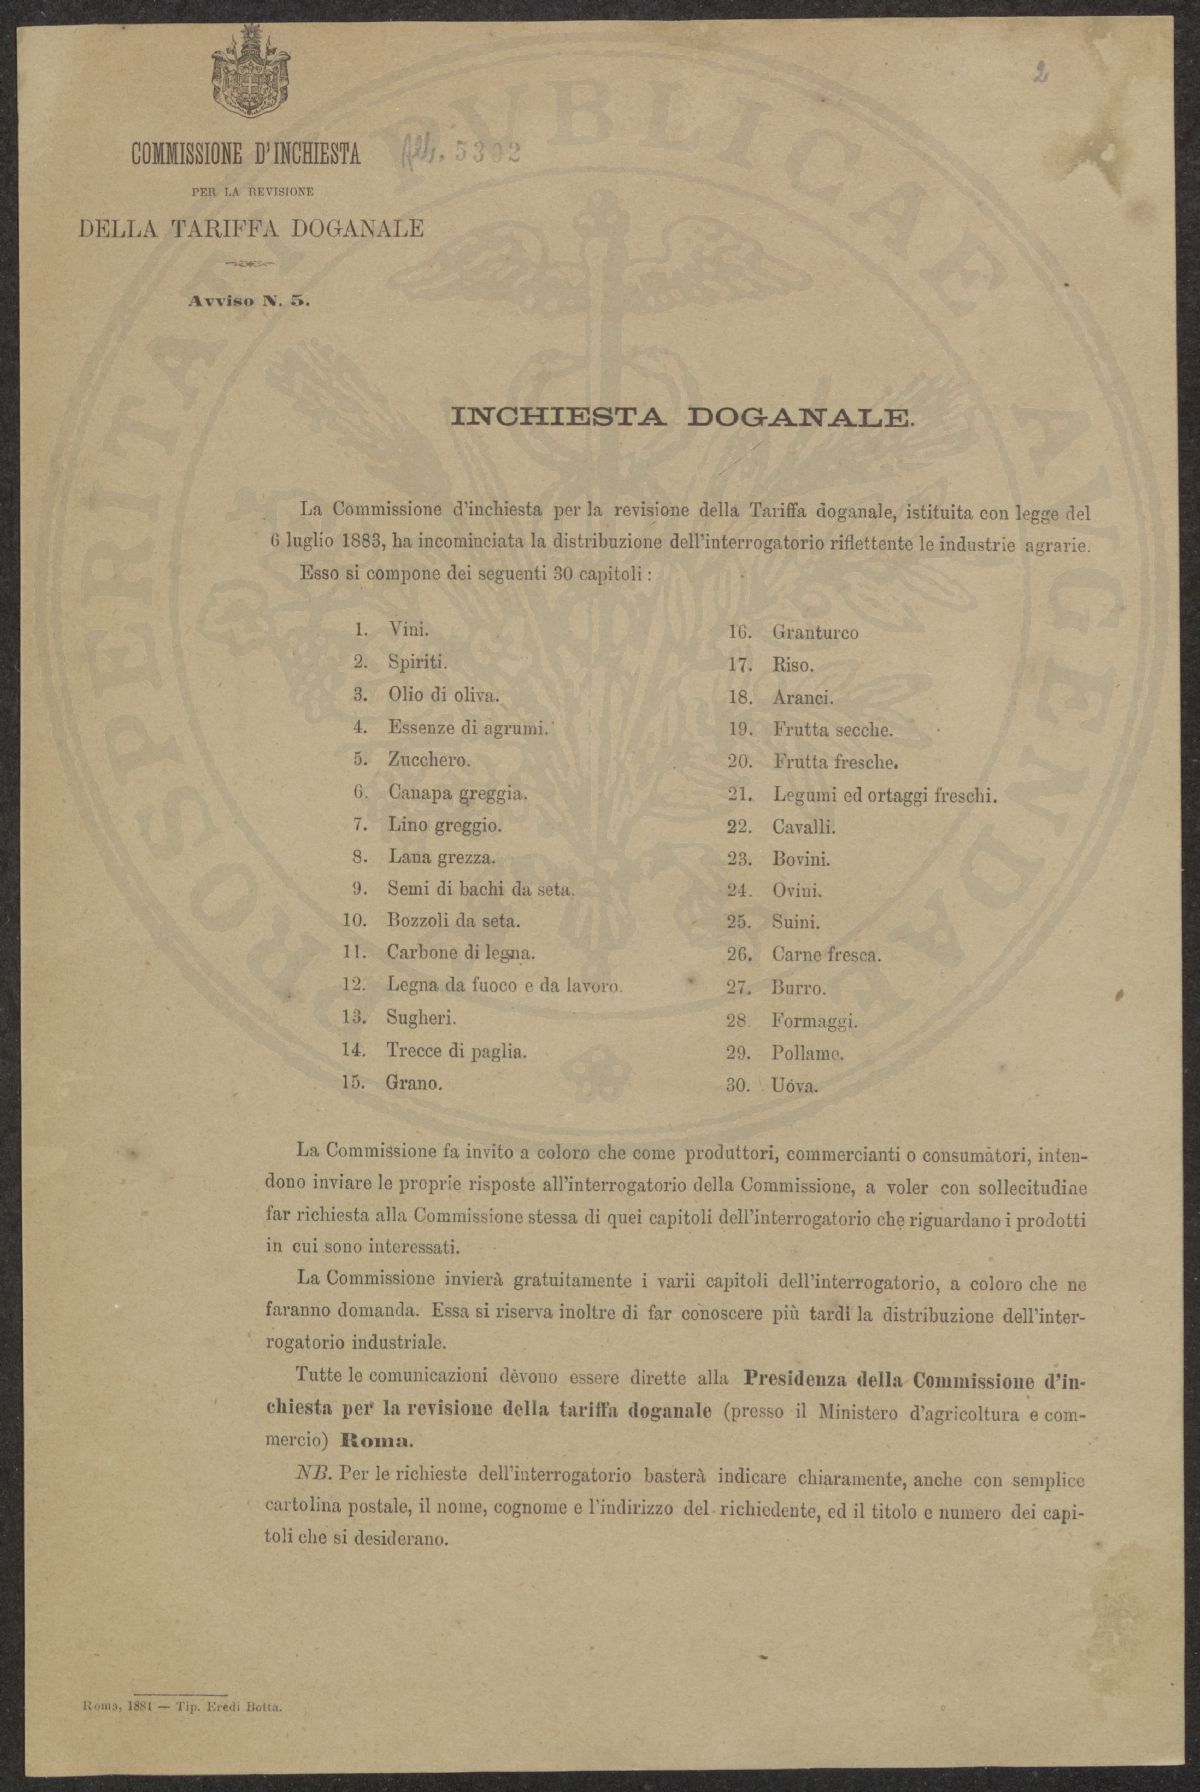 2
COMMISSIONE D'INCHIESTA
All. 5302
PER LA REVISIONE
DELLA TARIFFA DOGANALE
Avviso N. 5.
PROSPERITATI PVBLICAE AVGENDAE
INCHIESTA DOGANALE.
La Commissione d'inchiesta per la revisione della Tariffa doganale, istituita con legge del
6 luglio 1883, ha incominciata la distribuzione dell'interrogatorio riflettente le industrie agrarie.
Esso si compone dei seguenti 30 capitoli:
1. Vini.
2. Spiriti.
3. Olio di oliva.
4. Essenze di agrumi.
5. Zucchero.
6. Canapa greggia.
7. Lino greggio.
8. Lana grezza.
9. Semi di bachi da seta.
10. Bozzoli da seta.
11. Carbone di legna.
12. Legna da fuoco e da lavoro.
13. Sugheri.
14. Trecce di paglia.
15. Grano.
16. Granturco
17. Riso.
18. Aranci.
19. Frutta secche.
20. Frutta fresche.
21. Legumi ed ortaggi freschi.
22. Cavalli.
23. Bovini.
24. Ovini.
25. Suini.
26. Carne fresca.
27. Burro.
28. Formaggi.
29. Pollame.
30. Uova.
La Commissione fa invito a coloro che come produttori, commercianti o consumatori, inten-
dono inviare le proprie risposte all'interrogatorio della Commissione, a voler con sollecitudine
far richiesta alla Commissione stessa di quei capitoli dell'interrogatorio che riguardano i prodotti
in cui sono interessati.
La Commissione invierà gratuitamente i varii capitoli dell'interrogatorio, a coloro che ne
faranno domanda. Essa si riserva inoltre di far conoscere più tardi la distribuzione dell'inter-
rogatorio industriale.
Tutte le comunicazioni devono essere dirette alla Presidenza della Commissione d'in-
chiesta per la revisione della tariffa doganale (presso il Ministero d'agricoltura e com-
mercio) Roma.
NB. Per le richieste dell'interrogatorio basterà indicare chiaramente, anche con semplice
cartolina postale, il nome, cognome e l'indirizzo del richiedente, ed il titolo e numero dei capi-
toli che si desiderano.
Roma, 1884 — Tip. Eredi Botta.